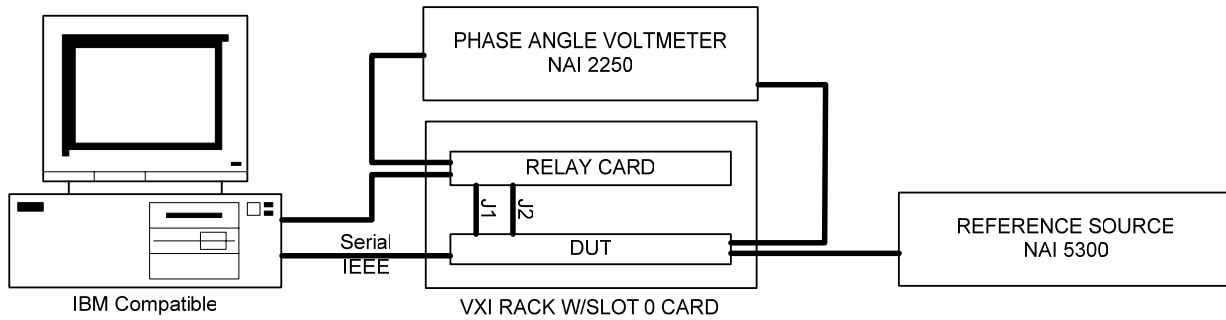 PHASE ANGLE VOLTMETER
NAI 2250
RELAY CARD
J1
J2
DUT
Serial
IEEE
REFERENCE SOURCE
NAI 5300
IBM Compatible
VXI RACK W/SLOT 0 CARD